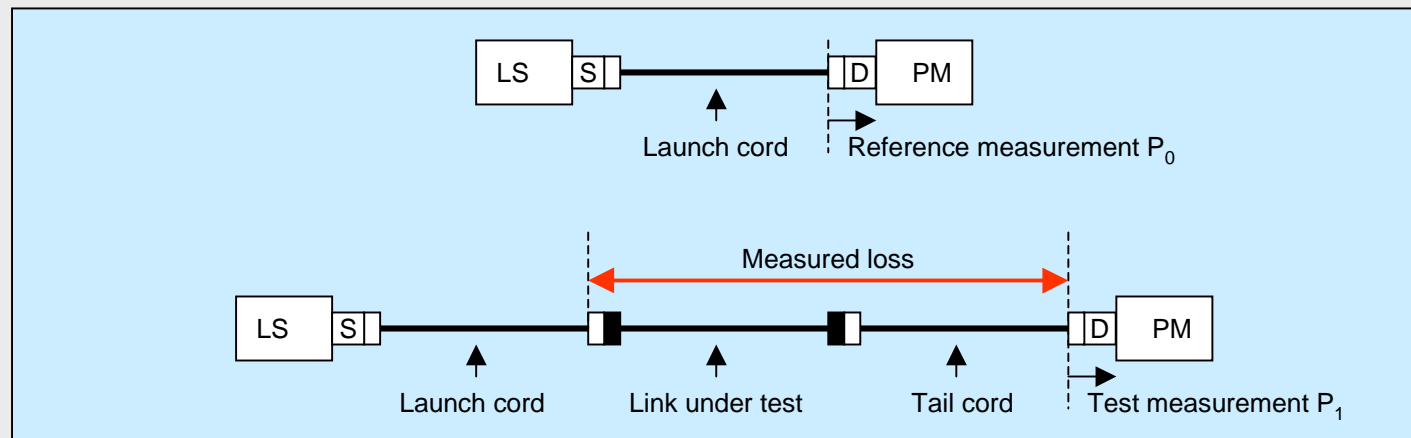 LS S D PM
Launch cord Reference measurement P₀
Measured loss
LS S D PM
Launch cord Link under test Tail cord Test measurement P₁